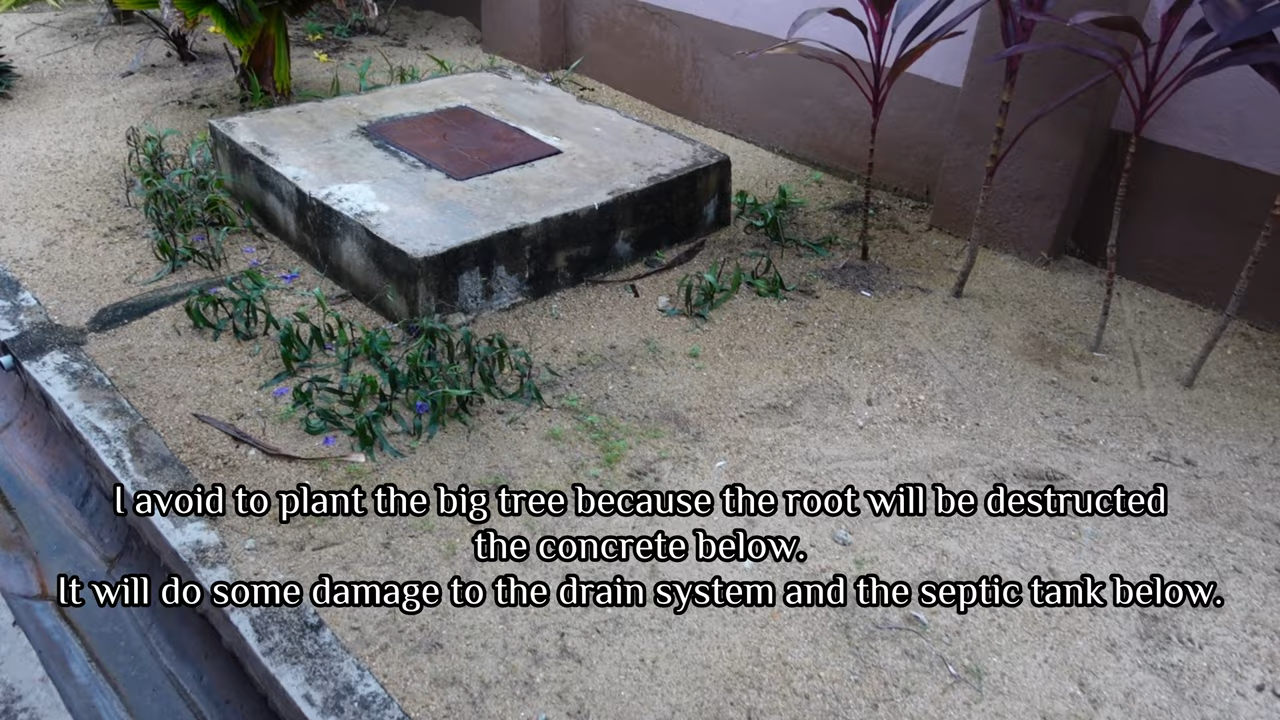 I avoid to plant the big tree because the root will be destructed
the concrete below.
It will do some damage to the drain system and the septic tank below.